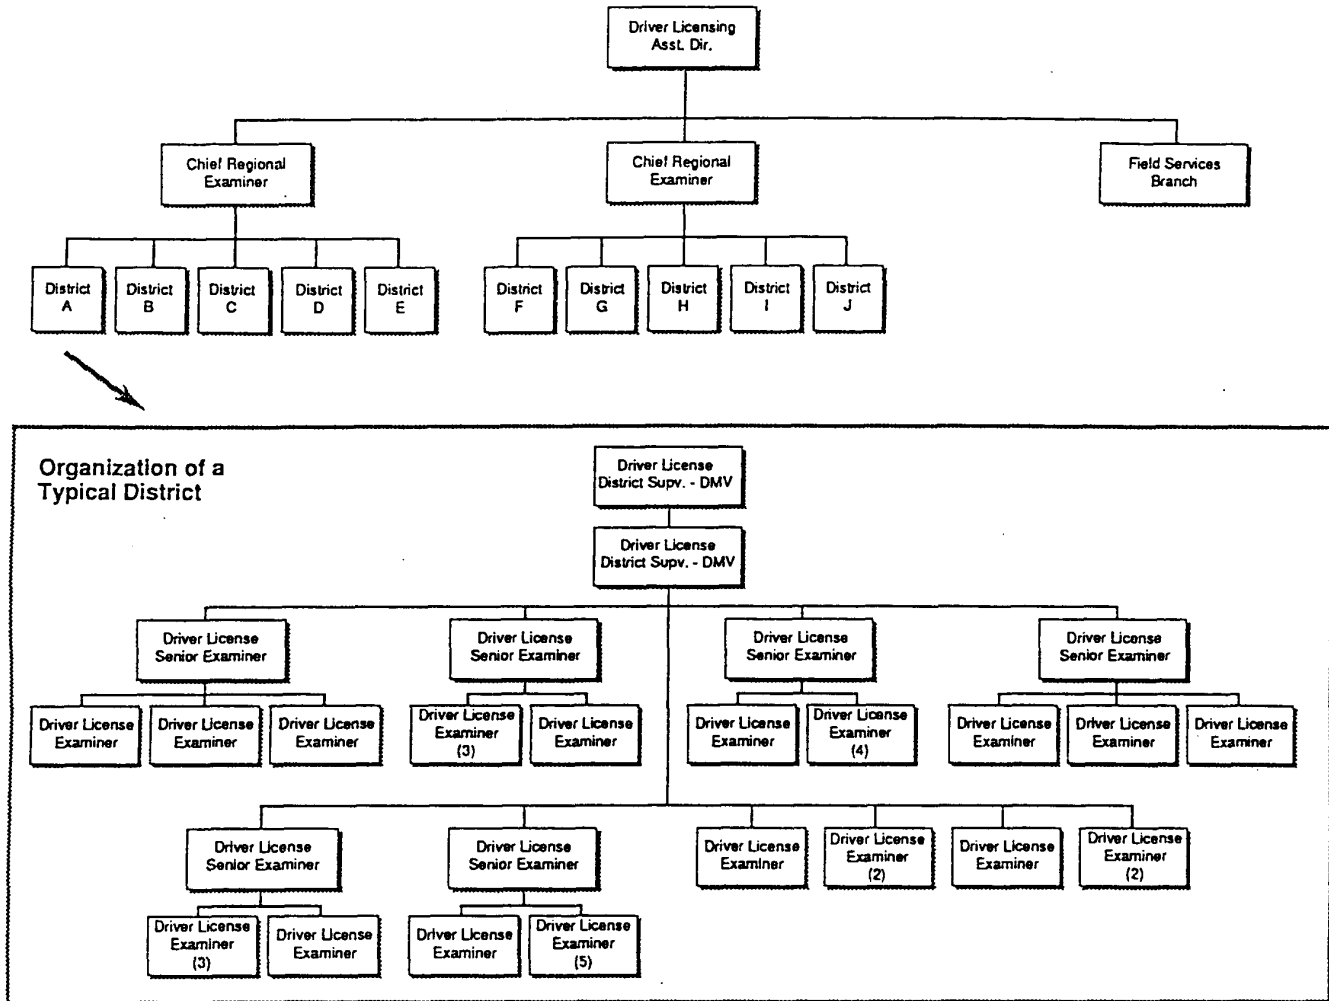 Driver Licensing
Asst. Dir.
Chief Regional
Examiner
Chief Regional
Examiner
Field Services
Branch
District
A
District
B
District
C
District
D
District
E
District
F
District
G
District
H
District
I
District
J
Organization of a
Typical District
Driver License
District Supv. - DMV
Driver License
District Supv. - DMV
Driver License
Senior Examiner
Driver License
Senior Examiner
Driver License
Senior Examiner
Driver License
Senior Examiner
Driver License
Examiner
Driver License
Examiner
Driver License
Examiner
Driver License
Examiner
(3)
Driver License
Examiner
Driver License
Examiner
Driver License
Examiner
(4)
Driver License
Examiner
Driver License
Examiner
Driver License
Examiner
Driver License
Senior Examiner
Driver License
Senior Examiner
Driver License
Examiner
Driver License
Examiner
(2)
Driver License
Examiner
Driver License
Examiner
(2)
Driver License
Examiner
(3)
Driver License
Examiner
Driver License
Examiner
Driver License
Examiner
(5)